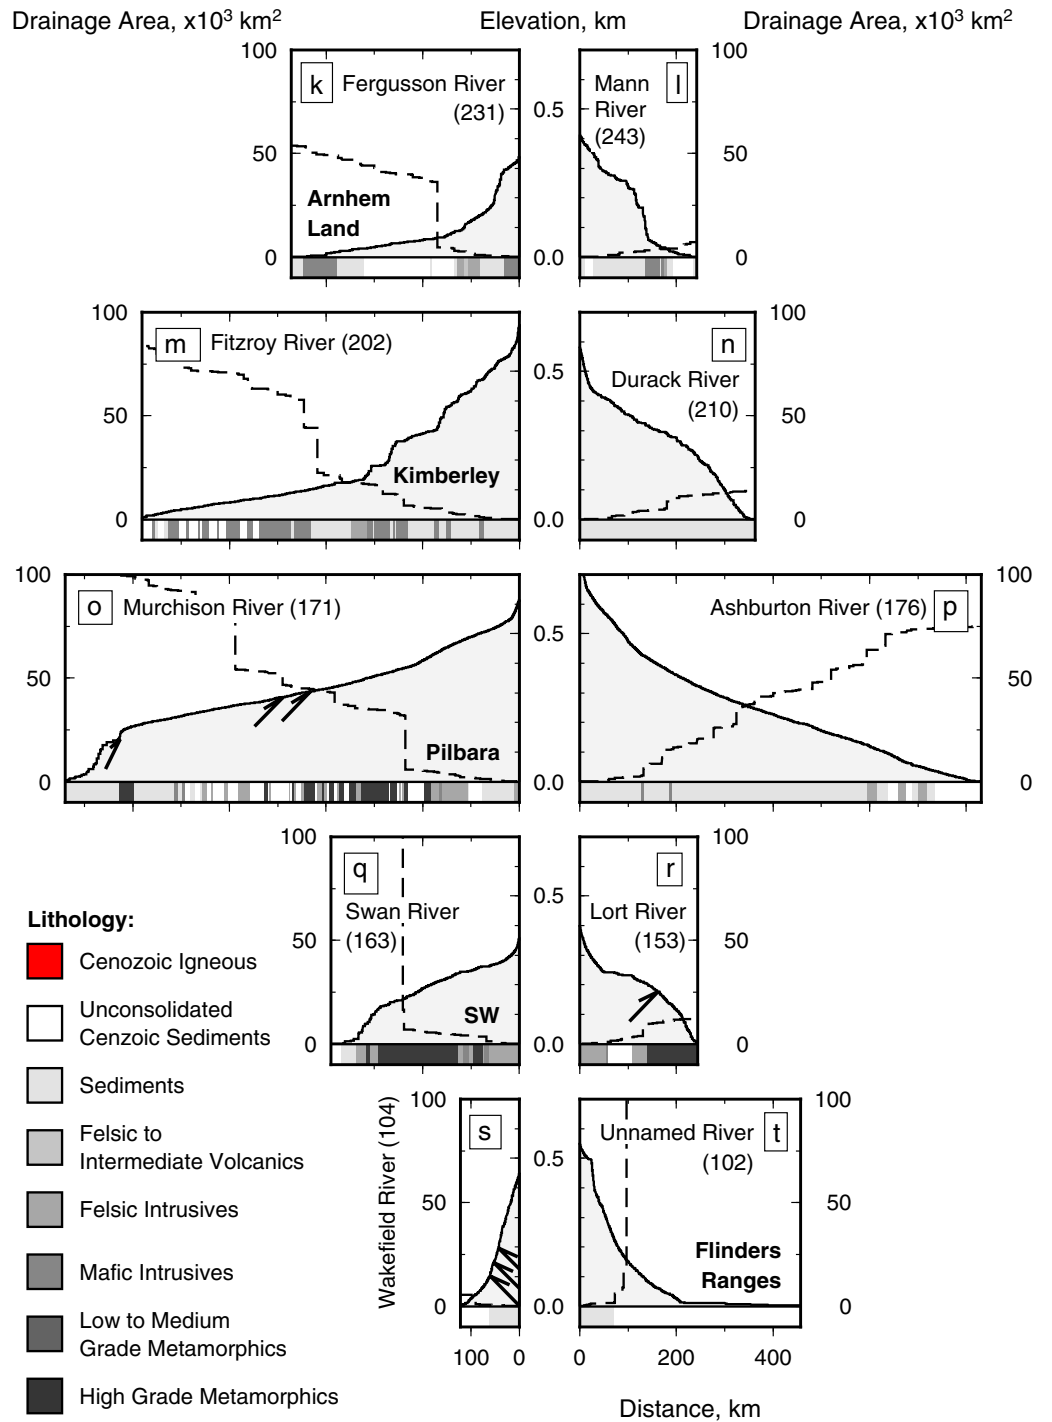 Drainage Area, x10³ km²
Elevation, km
Drainage Area, x10³ km²
100
k
Fergusson River
(231)
50
Arnhem
Land
0
0.5
0.0
Mann
River
(243)
l
100
50
0
100
m
Fitzroy River (202)
50
Kimberley
0
0.5
0.0
n
Durack River
(210)
100
50
0
100
o
Murchison River (171)
50
Pilbara
0
0.5
0.0
Ashburton River (176)
p
100
50
0
100
q
Swan River
(163)
50
SW
0
0.5
0.0
r
Lort River
(153)
100
50
0
Lithology:
Cenozoic Igneous
Unconsolidated
Cenzoic Sediments
Sediments
Felsic to
Intermediate Volcanics
Felsic Intrusives
Mafic Intrusives
Low to Medium
Grade Metamorphics
High Grade Metamorphics
Wakefield River (104)
100
s
50
0
100
0
0.5
0.0
Unnamed River
(102)
t
Flinders
Ranges
100
50
0
0
200
400
Distance, km